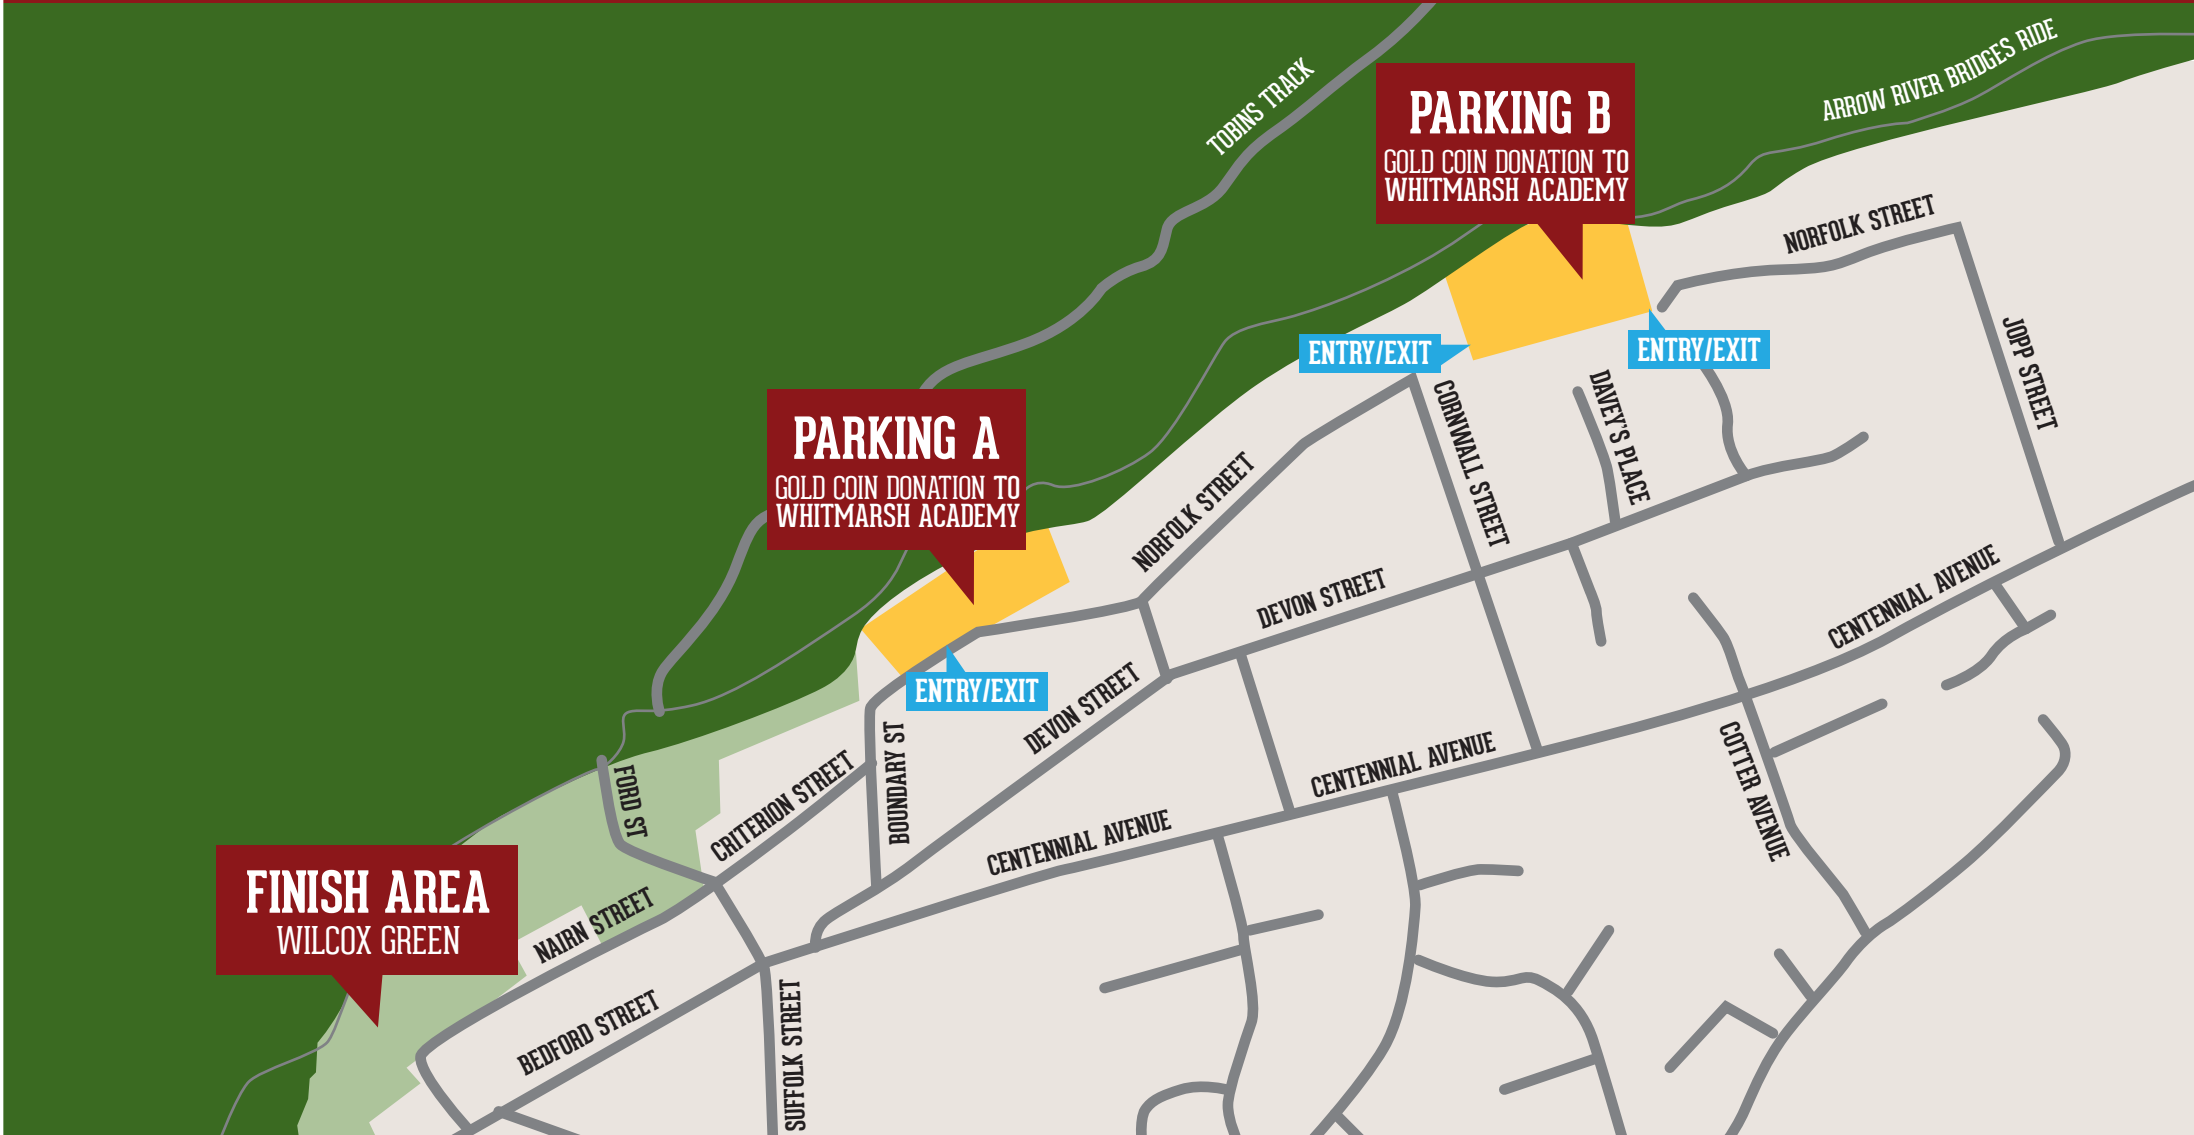 ARROW RIVER BRIDGES RIDE
TOBINS TRACK
PARKING B
GOLD COIN DONATION TO
WHITMARSH ACADEMY
NORFOLK STREET
ENTRY/EXIT
ENTRY/EXIT
JOPP STREET
DAVEY'S PLACE
CORNWALL STREET
PARKING A
GOLD COIN DONATION TO
WHITMARSH ACADEMY
NORFOLK STREET
DEVON STREET
CENTENNIAL AVENUE
ENTRY/EXIT
DEVON STREET
BOUNDARY ST
CRITERION STREET
FORD ST
CENTENNIAL AVENUE
COTTER AVENUE
CENTENNIAL AVENUE
FINISH AREA
WILCOX GREEN
NAIRN STREET
BEDFORD STREET
SUFFOLK STREET